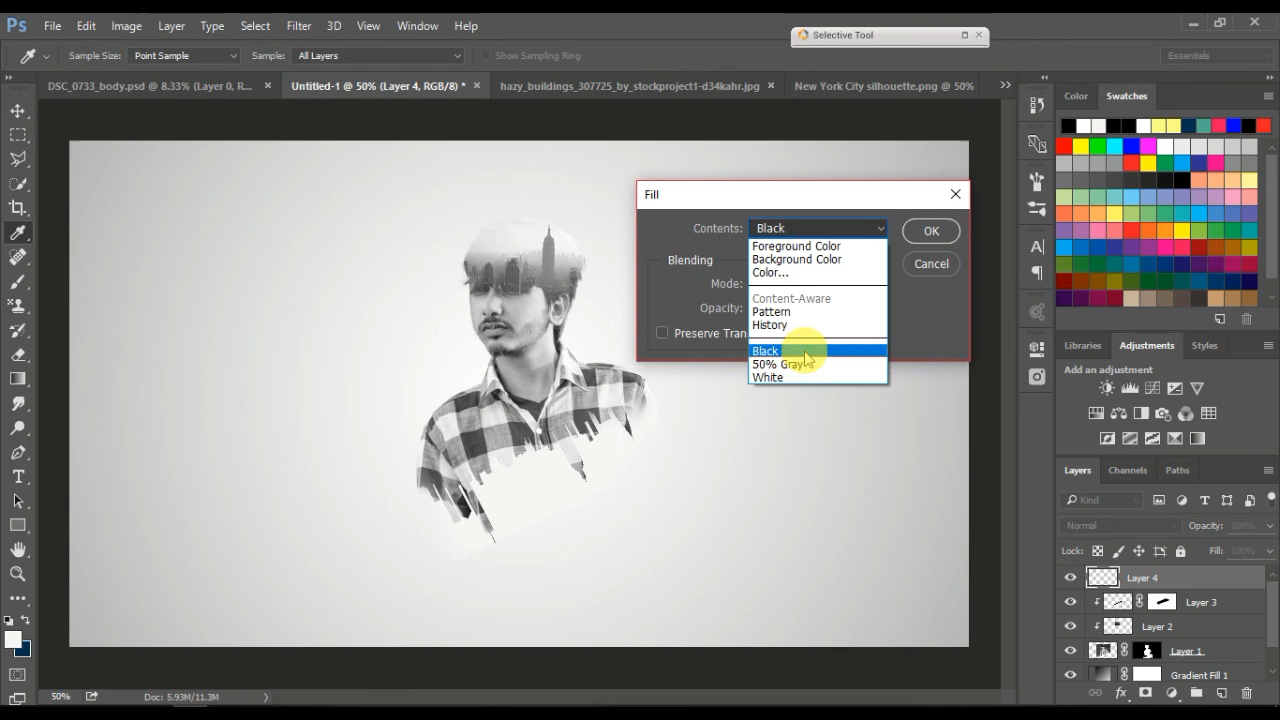 Ps File Edit Image Layer Type Select Filter 3D View Window Help
Selective Tool
Sample Size: Point Sample Sample: All Layers Show Sampling Ring Essentials
DSC_0733_body.psd @ 8.33% (Layer 0, R... Untitled-1 @ 50% (Layer 4, RGB/8) * hazy_buildings_307725_by_stockproject1-d34kahr.jpg New York City silhouette.png @ 50%
Color Swatches
Fill
Contents: Black OK
Foreground Color
Background Color
Color...
Blending
Cancel
Mode:
Content-Aware
Opacity: Pattern
History
Preserve Tran
Black
50% Gray
White
Libraries Adjustments Styles
Add an adjustment
Layers Channels Paths
Kind
Normal Opacity: 100%
Lock: Fill: 100%
Layer 4
Layer 3
Layer 2
Layer 1
Gradient Fill 1
50% Doc: 5.93M/11.3M
fx